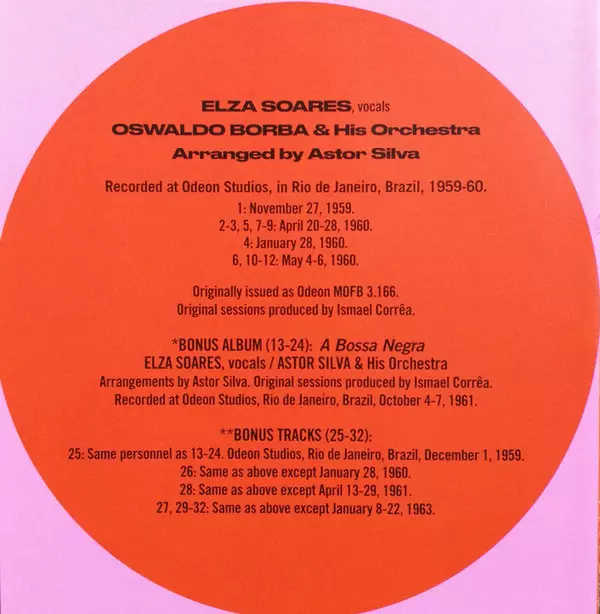 ELZA SOARES, vocals
OSWALDO BORBA & His Orchestra
Arranged by Astor Silva
Recorded at Odeon Studios, in Rio de Janeiro, Brazil, 1959-60.
1: November 27, 1959.
2-3, 5, 7-9: April 20-28, 1960.
4: January 28, 1960.
6, 10-12: May 4-6, 1960.
Originally issued as Odeon MOFB 3.166.
Original sessions produced by Ismael Corrêa.
*BONUS ALBUM (13-24): A Bossa Negra
ELZA SOARES, vocals / ASTOR SILVA & His Orchestra
Arrangements by Astor Silva. Original sessions produced by Ismael Corrêa.
Recorded at Odeon Studios, Rio de Janeiro, Brazil, October 4-7, 1961.
**BONUS TRACKS (25-32):
25: Same personnel as 13-24. Odeon Studios, Rio de Janeiro, Brazil, December 1, 1959.
26: Same as above except January 28, 1960.
28: Same as above except April 13-29, 1961.
27, 29-32: Same as above except January 8-22, 1963.